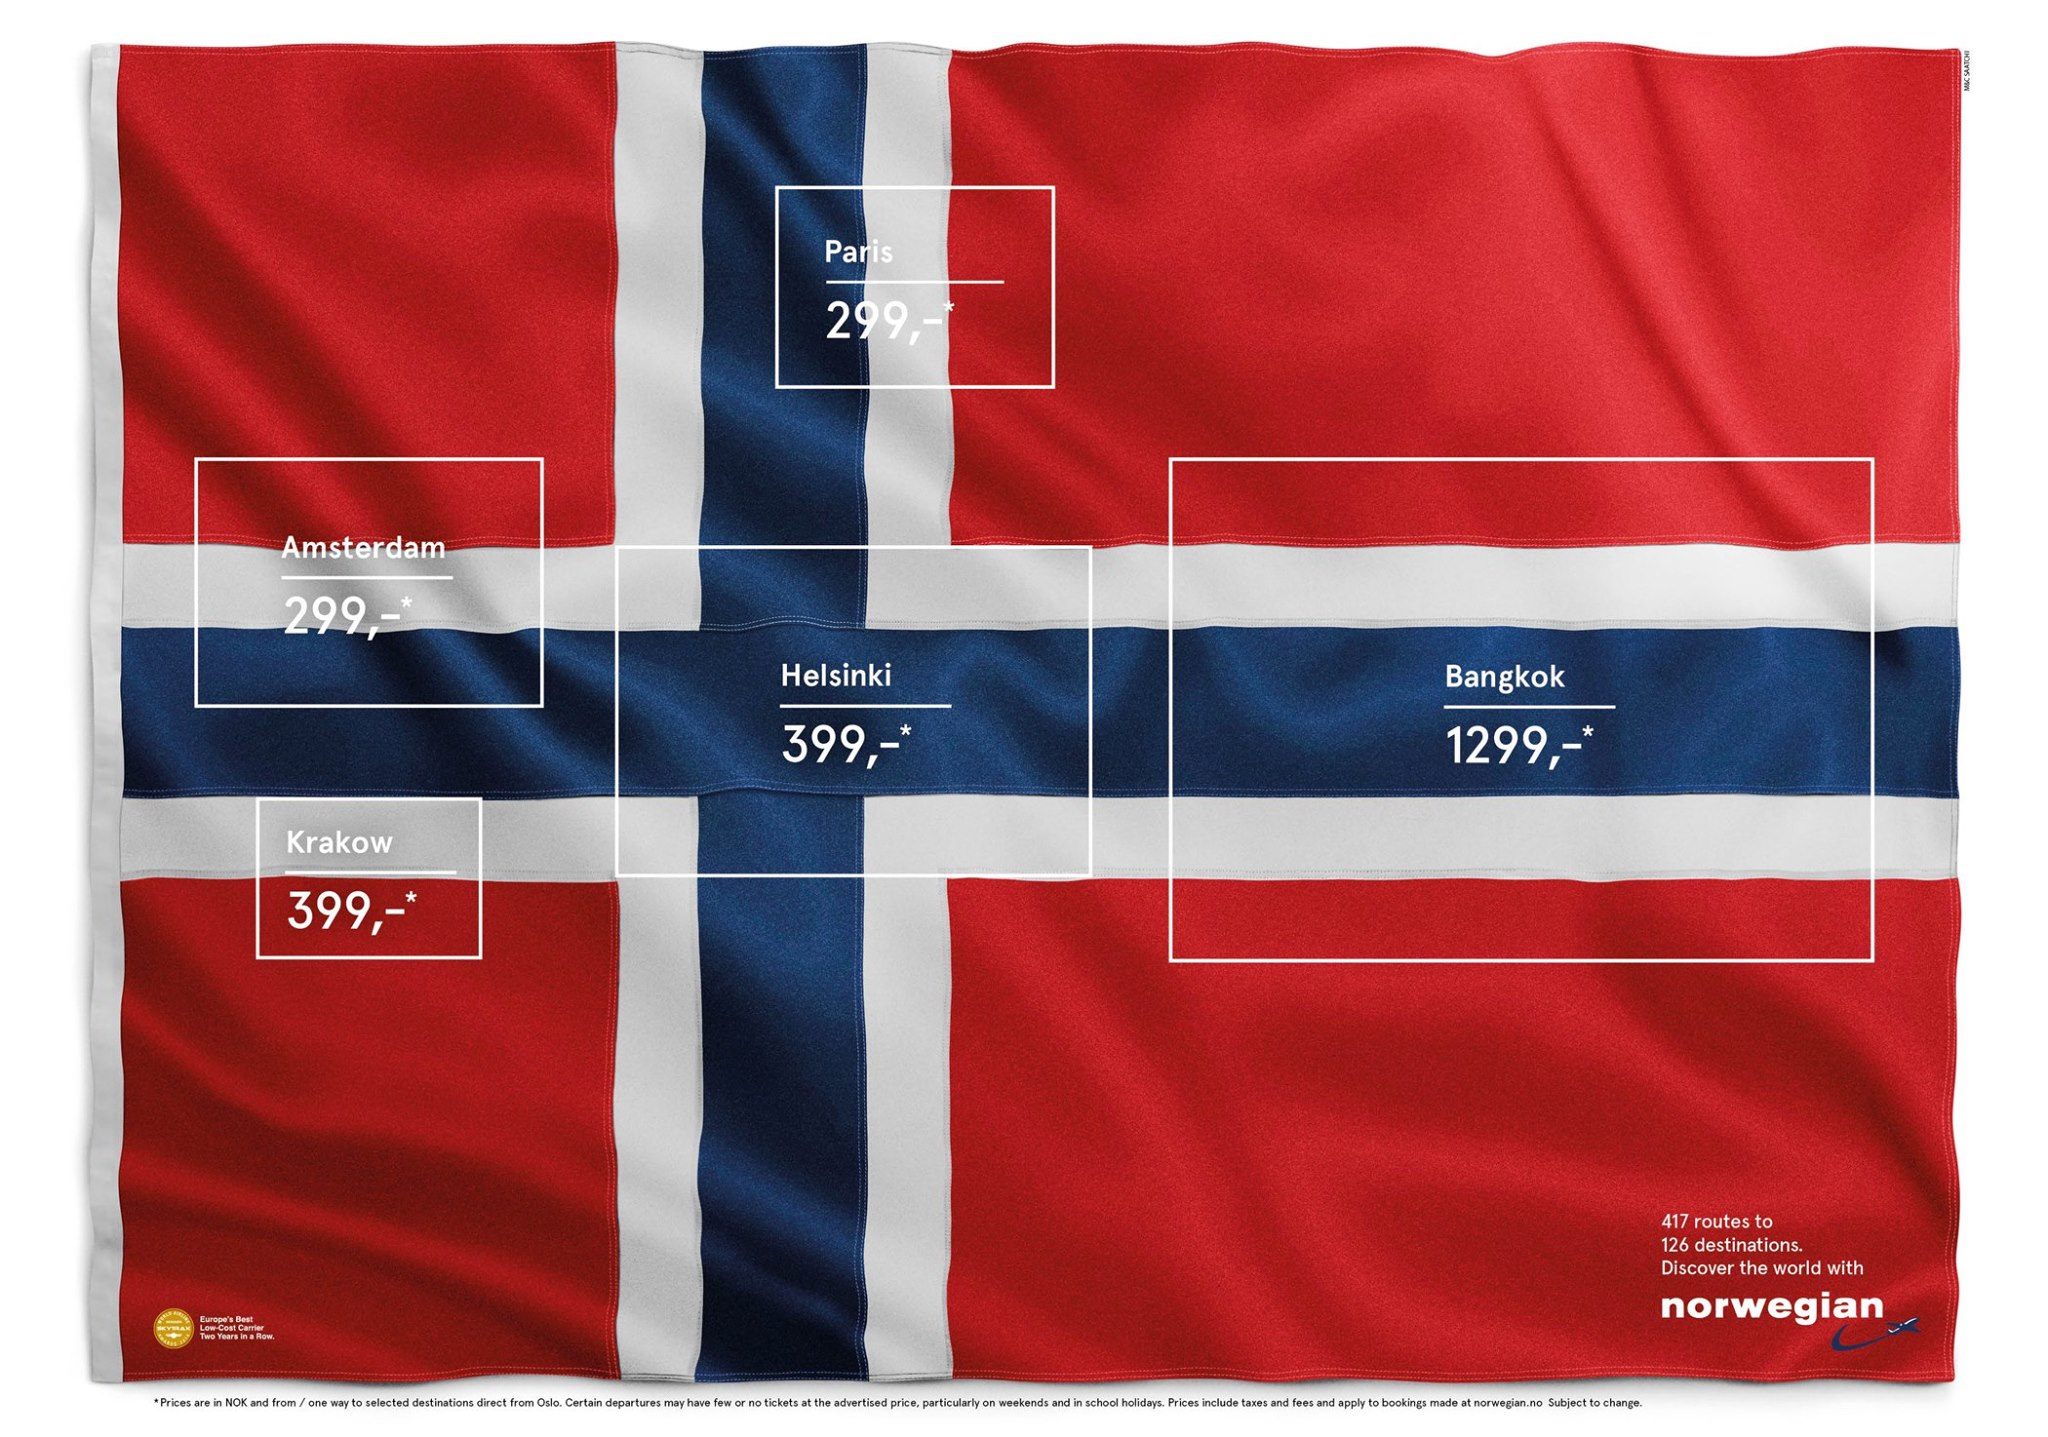 M&C SAATCHI
Paris
299,-*
Amsterdam
299,-*
Helsinki
399,-*
Bangkok
1299,-*
Krakow
399,-*
417 routes to
126 destinations.
Discover the world with
norwegian
SKYTRAX
Europe's Best
Low-Cost Carrier
Two Years in a Row.
*Prices are in NOK and from / one way to selected destinations direct from Oslo. Certain departures may have few or no tickets at the advertised price, particularly on weekends and in school holidays. Prices include taxes and fees and apply to bookings made at norwegian.no Subject to change.